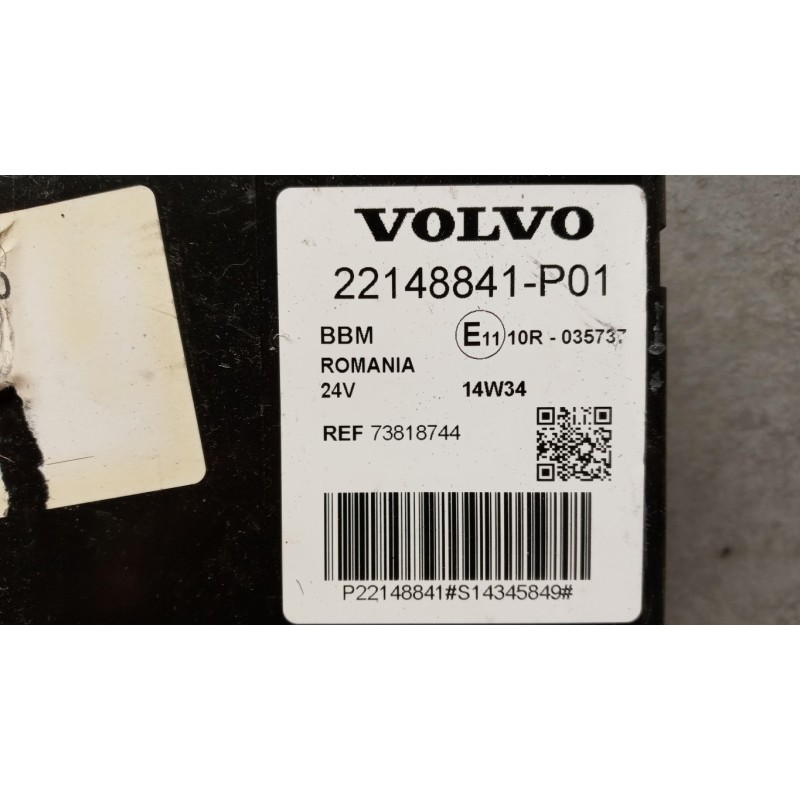 VOLVO
22148841-P01
BBM E11 10R - 035737
ROMANIA
24V 14W34
REF 73818744
P22148841#S14345849#